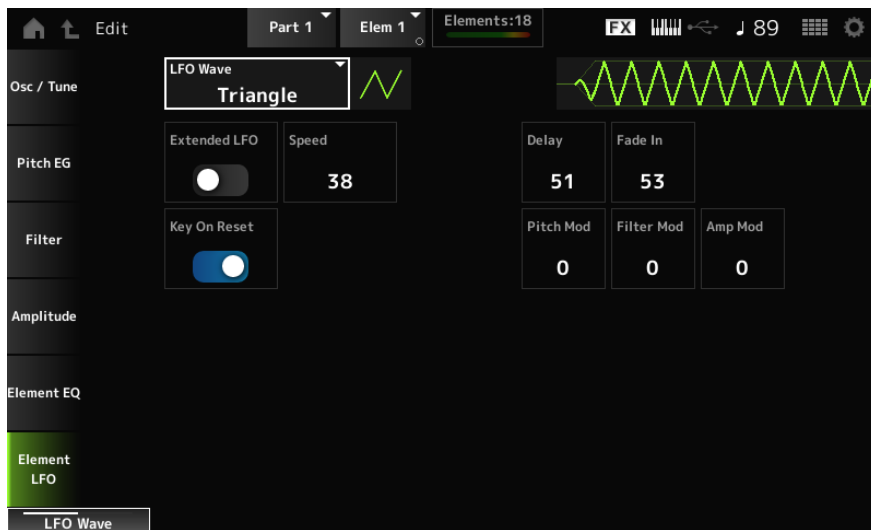 Edit
Part 1
Elem 1
Elements:18
FX
♩ 89
Osc / Tune
LFO Wave
Triangle
Pitch EG
Extended LFO
Speed
38
Delay
51
Fade In
53
Filter
Key On Reset
Pitch Mod
0
Filter Mod
0
Amp Mod
0
Amplitude
Element EQ
Element
LFO
LFO Wave